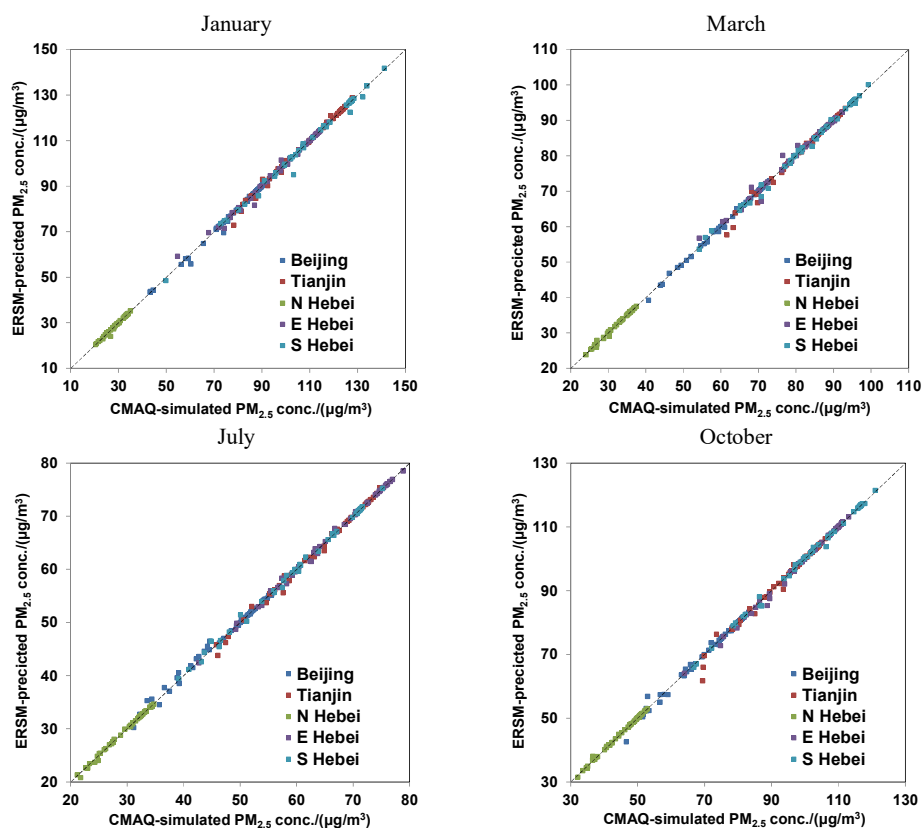 January
March
ERSM-precicted PM2.5 conc./(μg/m³)
150
130
110
90
70
50
30
10
Beijing
Tianjin
N Hebei
E Hebei
S Hebei
10 30 50 70 90 110 130 150
CMAQ-simulated PM2.5 conc./(μg/m³)
ERSM-precicted PM2.5 conc./(μg/m³)
110
100
90
80
70
60
50
40
30
20
Beijing
Tianjin
N Hebei
E Hebei
S Hebei
20 30 40 50 60 70 80 90 100 110
CMAQ-simulated PM2.5 conc./(μg/m³)
July
October
ERSM-precicted PM2.5 conc./(μg/m³)
80
70
60
50
40
30
20
Beijing
Tianjin
N Hebei
E Hebei
S Hebei
20 30 40 50 60 70 80
CMAQ-simulated PM2.5 conc./(μg/m³)
ERSM-precicted PM2.5 conc./(μg/m³)
130
110
90
70
50
30
Beijing
Tianjin
N Hebei
E Hebei
S Hebei
30 50 70 90 110 130
CMAQ-simulated PM2.5 conc./(μg/m³)